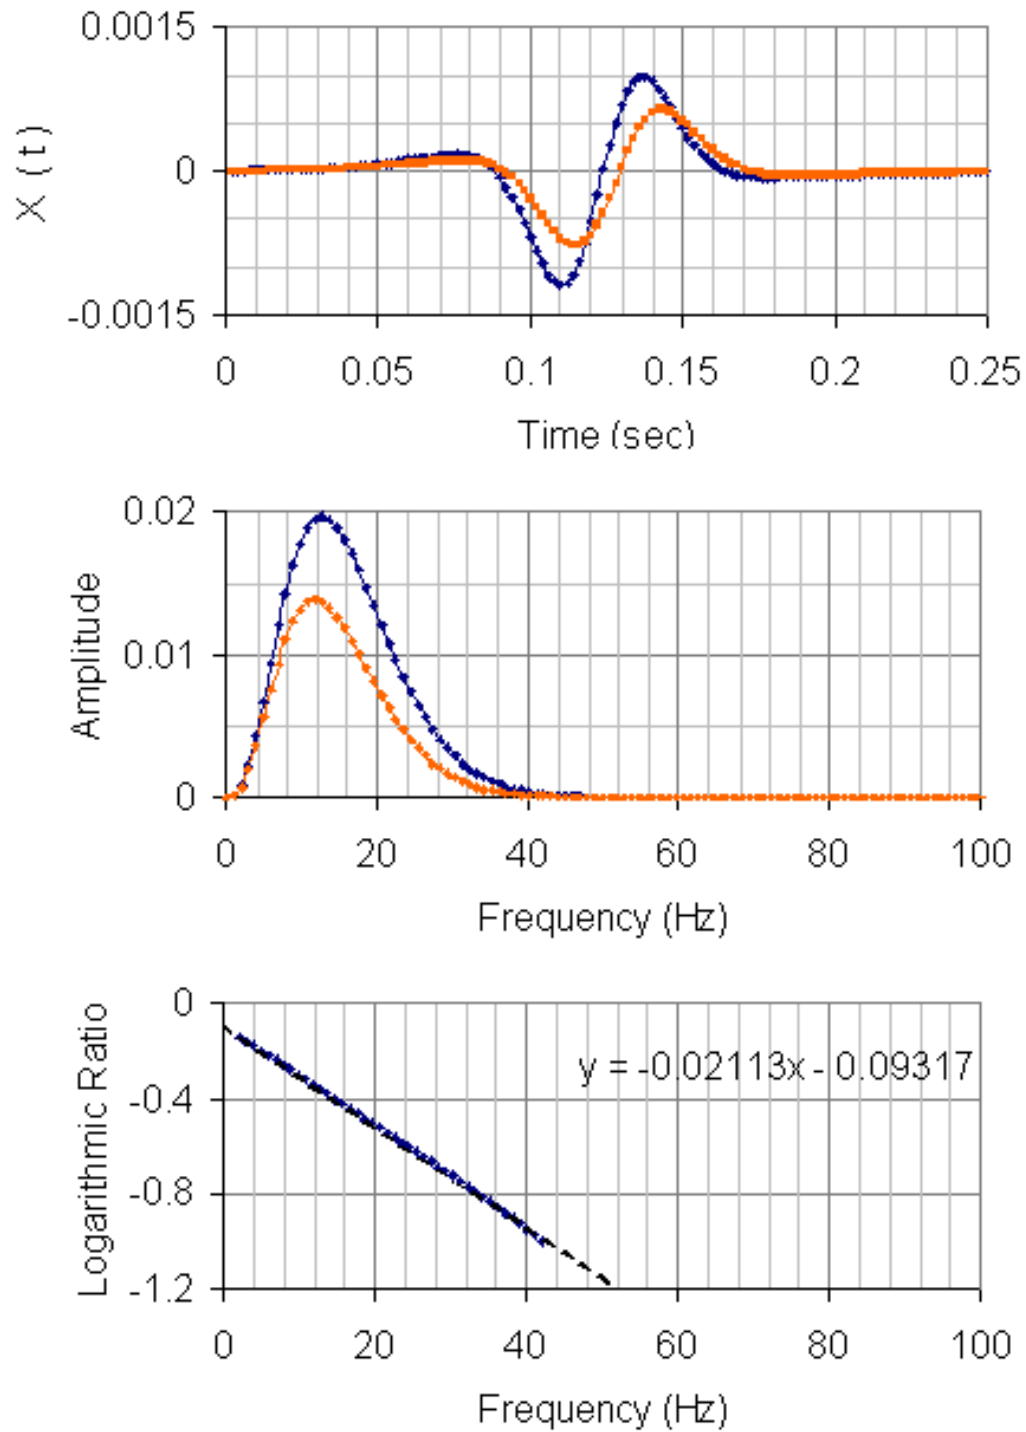 0.0015
0
-0.0015
X (t)
0 0.05 0.1 0.15 0.2 0.25
Time (sec)
0.02
0.01
0
Amplitude
0 20 40 60 80 100
Frequency (Hz)
0
-0.4
-0.8
-1.2
Logarithmic Ratio
y = -0.02113x - 0.09317
0 20 40 60 80 100
Frequency (Hz)